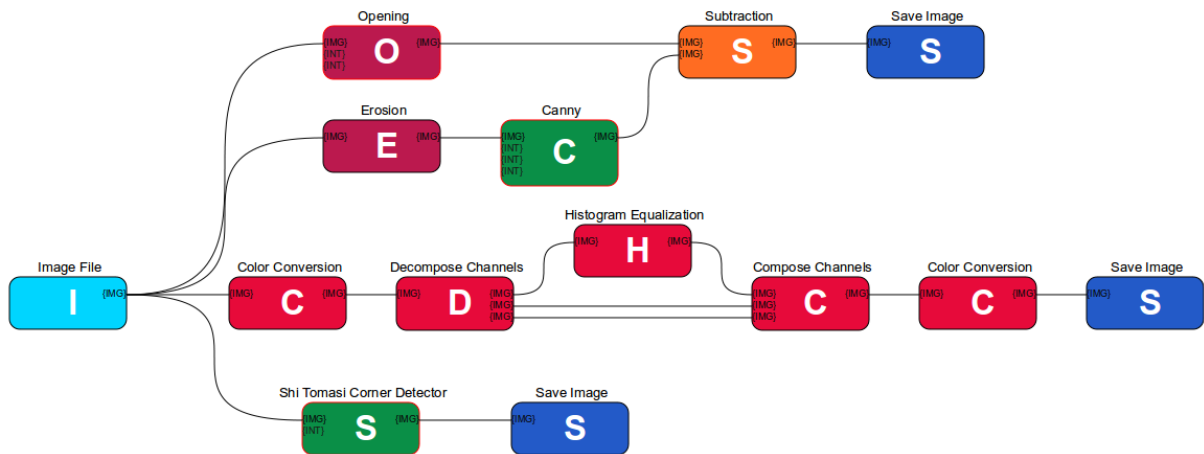 Opening
{IMG} {IMG}
{INT}
{INT}
O
Subtraction
{IMG} {IMG}
{IMG}
S
Save Image
{IMG}
S
Erosion
{IMG} {IMG}
E
Canny
{IMG} {IMG}
{INT}
{INT}
{INT}
C
Histogram Equalization
{IMG} {IMG}
H
Image File
{IMG}
I
Color Conversion
{IMG} {IMG}
C
Decompose Channels
{IMG} {IMG}
{IMG}
{IMG}
D
Compose Channels
{IMG} {IMG}
{IMG}
{IMG}
C
Color Conversion
{IMG} {IMG}
C
Save Image
{IMG}
S
Shi Tomasi Corner Detector
{IMG} {IMG}
{INT}
S
Save Image
{IMG}
S